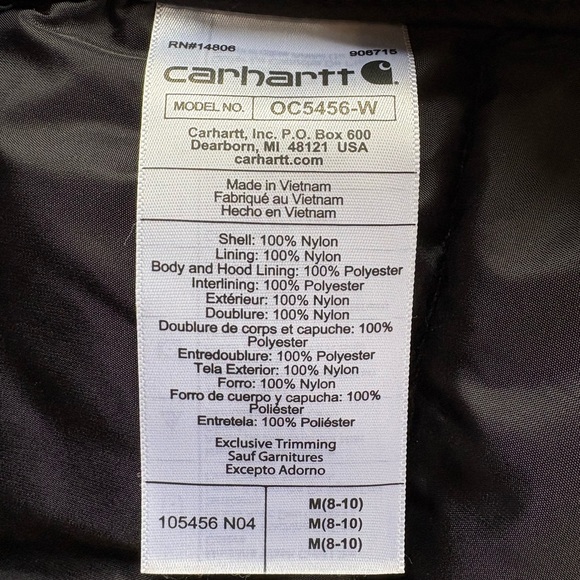 RN#14806 906715
carhartt
MODEL NO. OC5456-W
Carhartt, Inc. P.O. Box 600
Dearborn, MI 48121 USA
carhartt.com
Made in Vietnam
Fabriqué au Vietnam
Hecho en Vietnam
Shell: 100% Nylon
Lining: 100% Nylon
Body and Hood Lining: 100% Polyester
Interlining: 100% Polyester
Extérieur: 100% Nylon
Doublure: 100% Nylon
Doublure de corps et capuche: 100%
Polyester
Entredoublure: 100% Polyester
Tela Exterior: 100% Nylon
Forro: 100% Nylon
Forro de cuerpo y capucha: 100%
Poliéster
Entretela: 100% Poliéster
Exclusive Trimming
Sauf Garnitures
Excepto Adorno
105456 N04
M(8-10)
M(8-10)
M(8-10)